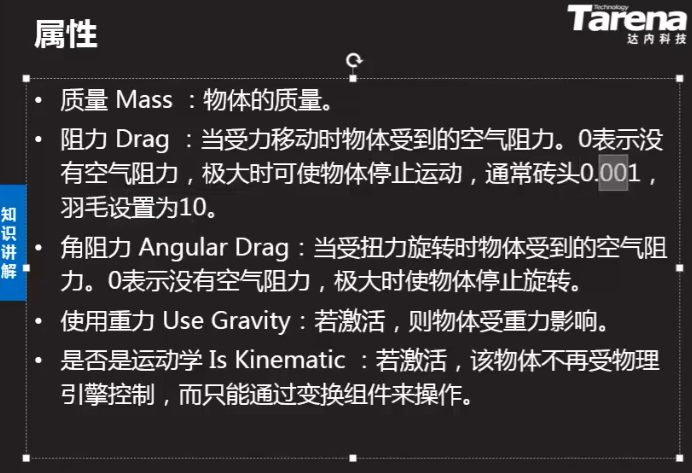 属性
Technology
Tarena
达内科技
知识讲解
• 质量 Mass ：物体的质量。
• 阻力 Drag ：当受力移动时物体受到的空气阻力。0表示没
有空气阻力，极大时可使物体停止运动，通常砖头0.001，
羽毛设置为10。
• 角阻力 Angular Drag：当受扭力旋转时物体受到的空气阻
力。0表示没有空气阻力，极大时使物体停止旋转。
• 使用重力 Use Gravity：若激活，则物体受重力影响。
• 是否是运动学 Is Kinematic ：若激活，该物体不再受物理
引擎控制，而只能通过变换组件来操作。